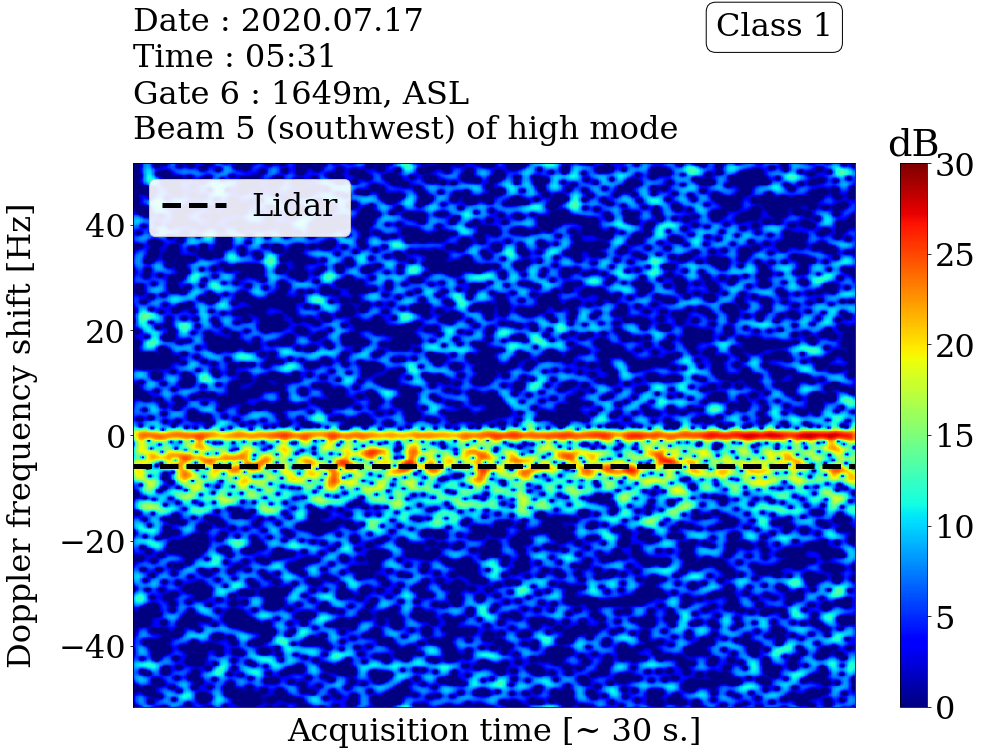 Date : 2020.07.17
Time : 05:31
Gate 6 : 1649m, ASL
Beam 5 (southwest) of high mode
Class 1
dB
Lidar
Doppler frequency shift [Hz]
40
20
0
−20
−40
Acquisition time [~ 30 s.]
30
25
20
15
10
5
0